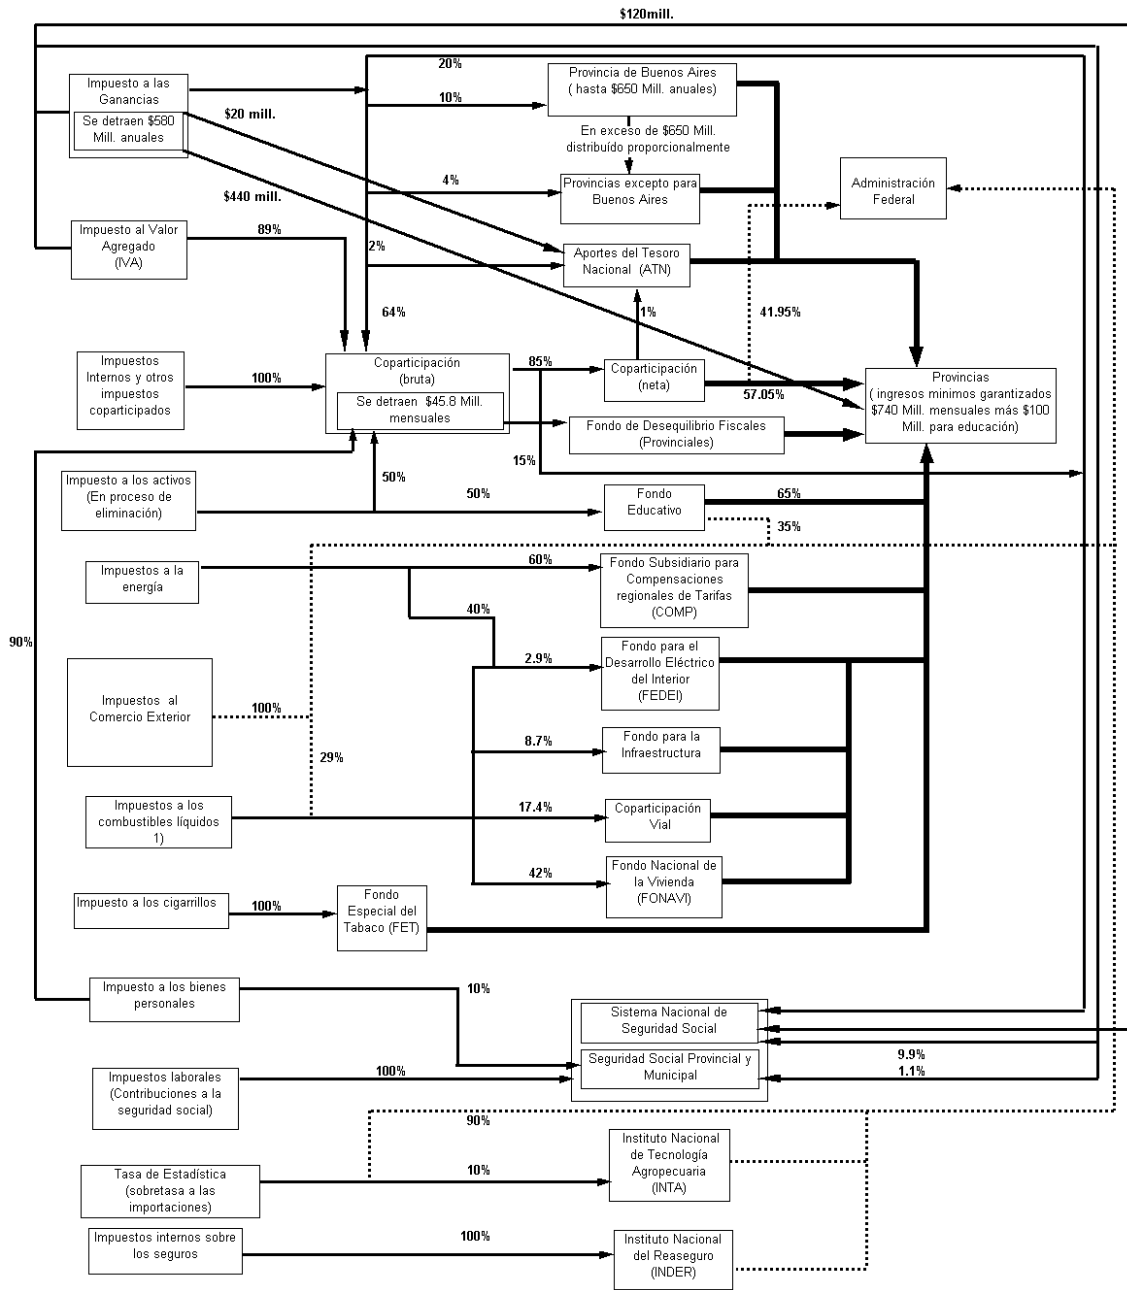 $120mill.
20%
Impuesto a las
Ganancias
Se detraen $580
Mill. anuales
$20 mill.
$440 mill.
10%
Provincia de Buenos Aires
( hasta $650 Mill. anuales)
En exceso de $650 Mill.
distribuído proporcionalmente
4%
Provincias excepto para
Buenos Aires
Administración
Federal
Impuesto al Valor
Agregado
(IVA)
89%
2%
Aportes del Tesoro
Nacional (ATN)
64%
1%
41.95%
Impuestos
Internos y otros
impuestos
coparticipados
100%
Coparticipación
(bruta)
Se detraen $45.8 Mill.
mensuales
85%
Coparticipación
(neta)
57.05%
Provincias
( ingresos minimos garantizados
$740 Mill. mensuales más $100
Mill. para educación)
Fondo de Desequilibrio Fiscales
(Provinciales)
15%
Impuesto a los activos
(En proceso de
eliminación)
50%
50%
Fondo
Educativo
65%
35%
Impuestos a la
energía
60%
40%
Fondo Subsidiario para
Compensaciones
regionales de Tarifas
(COMP)
90%
2.9%
Fondo para el
Desarrollo Eléctrico
del Interior
(FEDEI)
Impuestos al
Comercio Exterior
100%
29%
8.7%
Fondo para la
Infraestructura
Impuestos a los
combustibles líquidos
1)
17.4%
Coparticipación
Vial
42%
Fondo Nacional de
la Vivienda
(FONAVI)
Impuesto a los cigarrillos
100%
Fondo
Especial del
Tabaco (FET)
Impuesto a los bienes
personales
10%
Sistema Nacional de
Seguridad Social
Seguridad Social Provincial y
Municipal
9.9%
1.1%
Impuestos laborales
(Contribuciones a la
seguridad social)
100%
90%
Tasa de Estadística
(sobretasa a las
importaciones)
10%
Instituto Nacional
de Tecnología
Agropecuaria
(INTA)
Impuestos internos sobre
los seguros
100%
Instituto Nacional
del Reaseguro
(INDER)